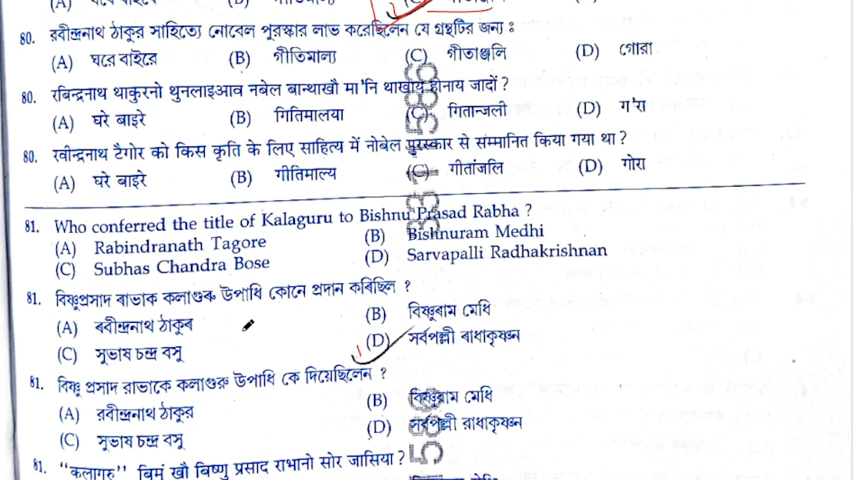 80. ৰবীন্দ্ৰনাথ ঠাকুৰ সাহিত্যে নোবেল পুরস্কার লাভ করেছিলেন যে গ্রন্থটির জন্য ঃ
(A) ঘরে বাইরে (B) গীতিমাল্য (C) গীতাঞ্জলি (D) গোরা
80. रबिन्द्रनाथ थाकुरनो थुनलाइआव नबेल बान्थाखौ मा'नि थाखाय होनाय जादों ?
(A) घरे बाइरे (B) गितिमालया (C) गितान्जली (D) ग'रा
80. रवीन्द्रनाथ टैगोर को किस कृति के लिए साहित्य में नोबेल पुरस्कार से सम्मानित किया गया था ?
(A) घरे बाइरे (B) गीतिमाल्य (C) गीतांजलि (D) गोरा
81. Who conferred the title of Kalaguru to Bishnu Prasad Rabha ?
(A) Rabindranath Tagore (B) Bishnuram Medhi
(C) Subhas Chandra Bose (D) Sarvapalli Radhakrishnan
81. বিষ্ণুপ্ৰসাদ ৰাভাক কলাগুৰু উপাধি কোনে প্ৰদান কৰিছিল ?
(A) ৰবীন্দ্ৰনাথ ঠাকুৰ (B) বিষ্ণুৰাম মেধি
(C) সুভাষ চন্দ্ৰ বসু (D) সৰ্বপল্লী ৰাধাকৃষ্ণন
81. বিষ্ণু প্রসাদ রাভাকে কলাগুরু উপাধি কে দিয়েছিলেন ?
(A) রবীন্দ্রনাথ ঠাকুর (B) বিষ্ণুরাম মেধি
(C) সুভাষ চন্দ্র বসু (D) সর্বপল্লী রাধাকৃষ্ণন
81. “कलागुरु” बिमुं खौ बिष्णु प्रसाद राभानो सोर जासिया ?